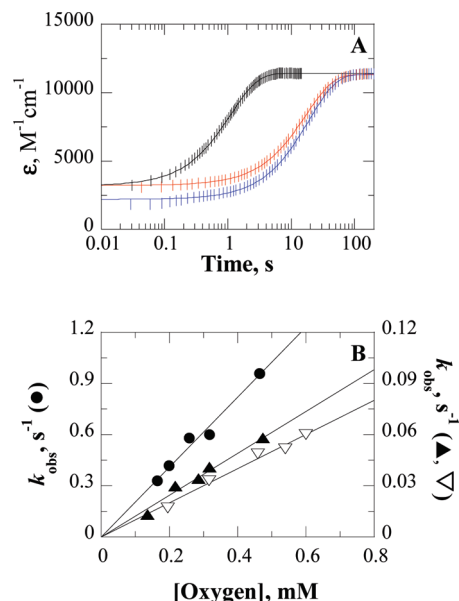 A
15000
10000
5000
0
ε, M⁻¹cm⁻¹
0.01 0.1 1 10 100
Time, s
B
1.2
0.9
0.6
0.3
0
k_obs, s⁻¹ (●)
0.12
0.09
0.06
0.03
0
k_obs, s⁻¹ (▲, ▽)
0 0.2 0.4 0.6 0.8
[Oxygen], mM